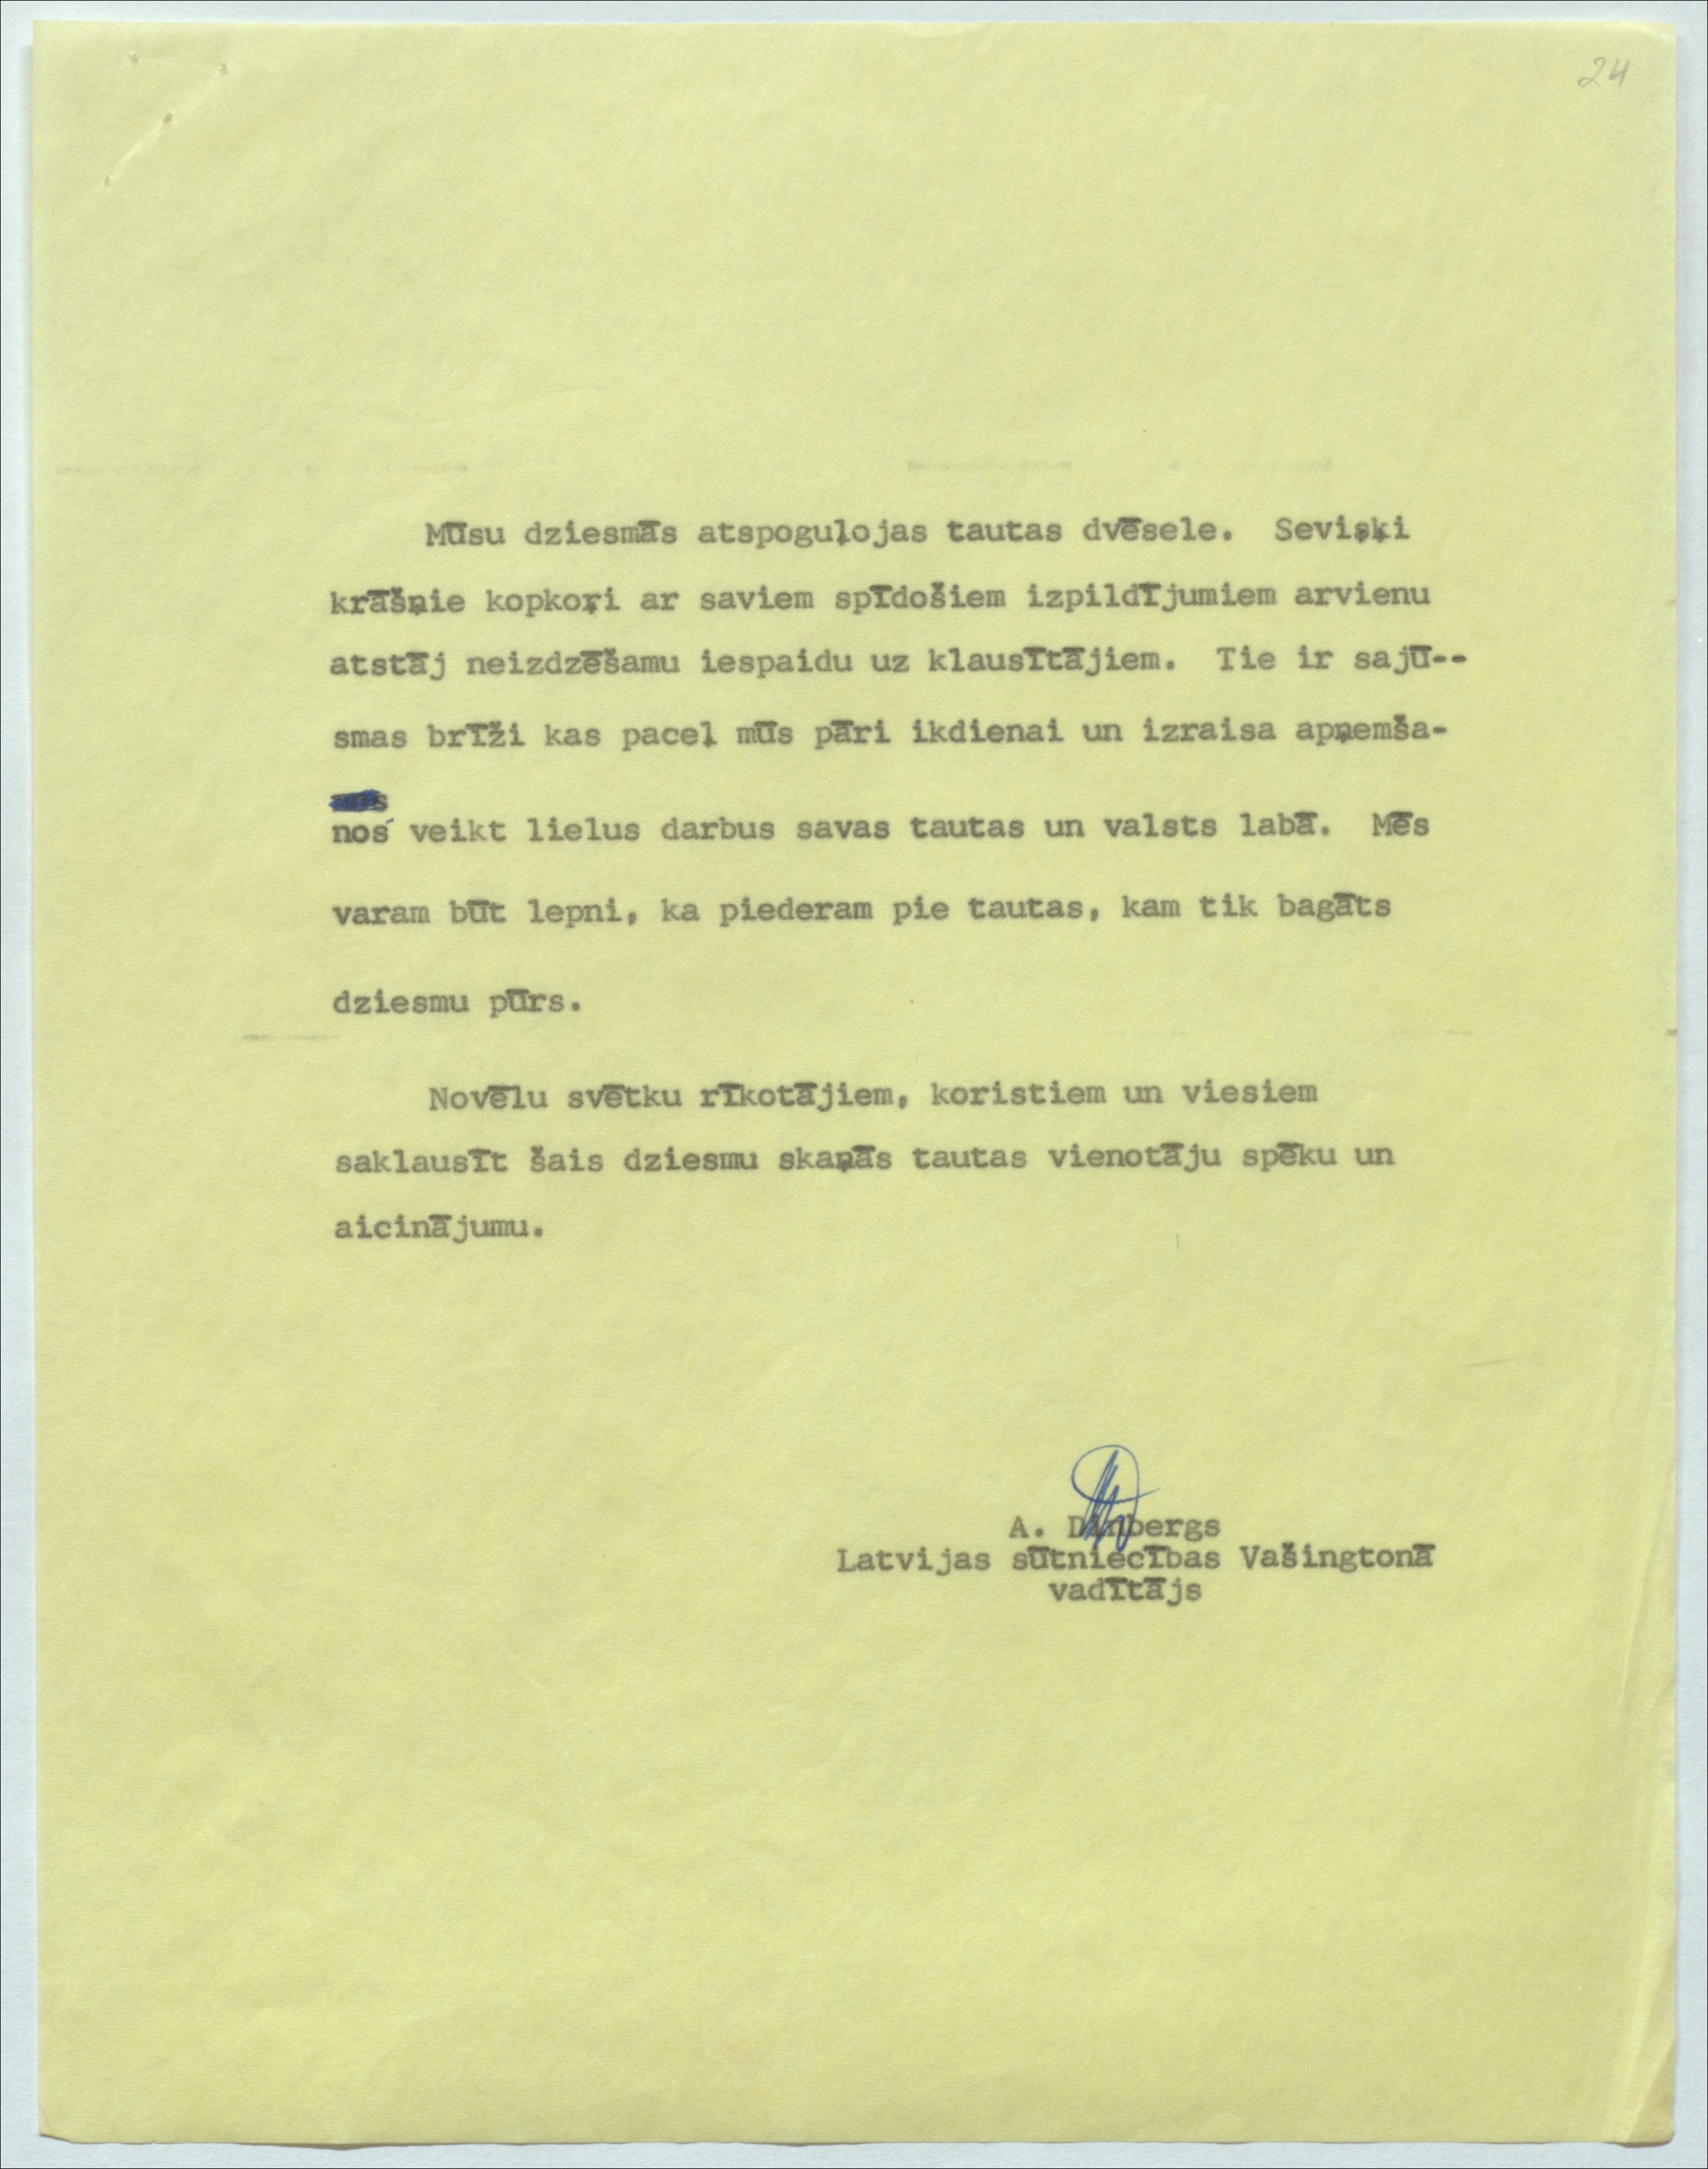 24
Mūsu dziesmās atspoguļojas tautas dvēsele.  Sevişķi
krāšņie kopkoŗi ar saviem spīdošiem izpildījumiem arvienu
atstāj neizdzēšamu iespaidu uz klausītājiem.  Tie ir sajū--
smas brīži kas paceļ mūs pāri ikdienai un izraisa apņemša-
nos veikt lielus darbus savas tautas un valsts labā.  Mēs
varam būt lepni, ka piederam pie tautas, kam tik bagāts
dziesmu pūrs.
Novēlu svētku rīkotājiem, koristiem un viesiem
saklausīt šais dziesmu skaņās tautas vienotāju spēku un
aicinājumu.
A. Dinbergs
Latvijas sūtniecības Vašingtonā
vadītājs